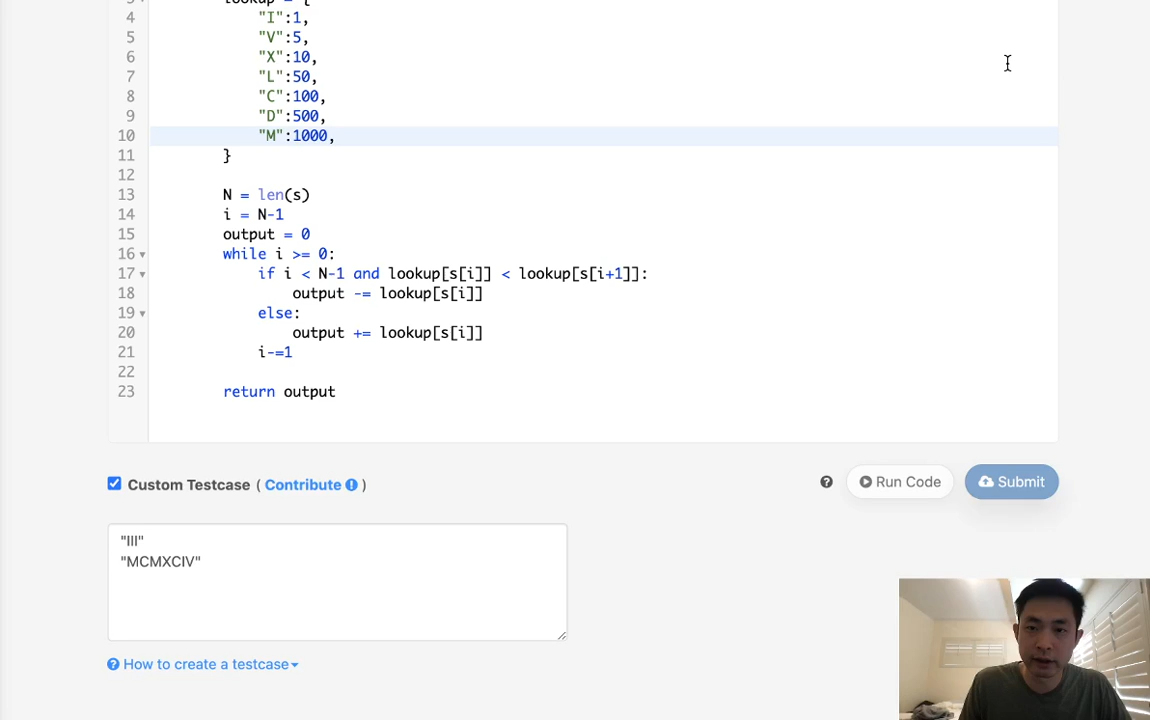 lookup = {
4 "I":1,
5 "V":5,
6 "X":10,
7 "L":50,
8 "C":100,
9 "D":500,
10 "M":1000,
11 }
12
13 N = len(s)
14 i = N-1
15 output = 0
16 while i >= 0:
17 if i < N-1 and lookup[s[i]] < lookup[s[i+1]]:
18 output -= lookup[s[i]]
19 else:
20 output += lookup[s[i]]
21 i-=1
22
23 return output
Custom Testcase ( Contribute )
Run Code
Submit
"III"
"MCMXCIV"
How to create a testcase